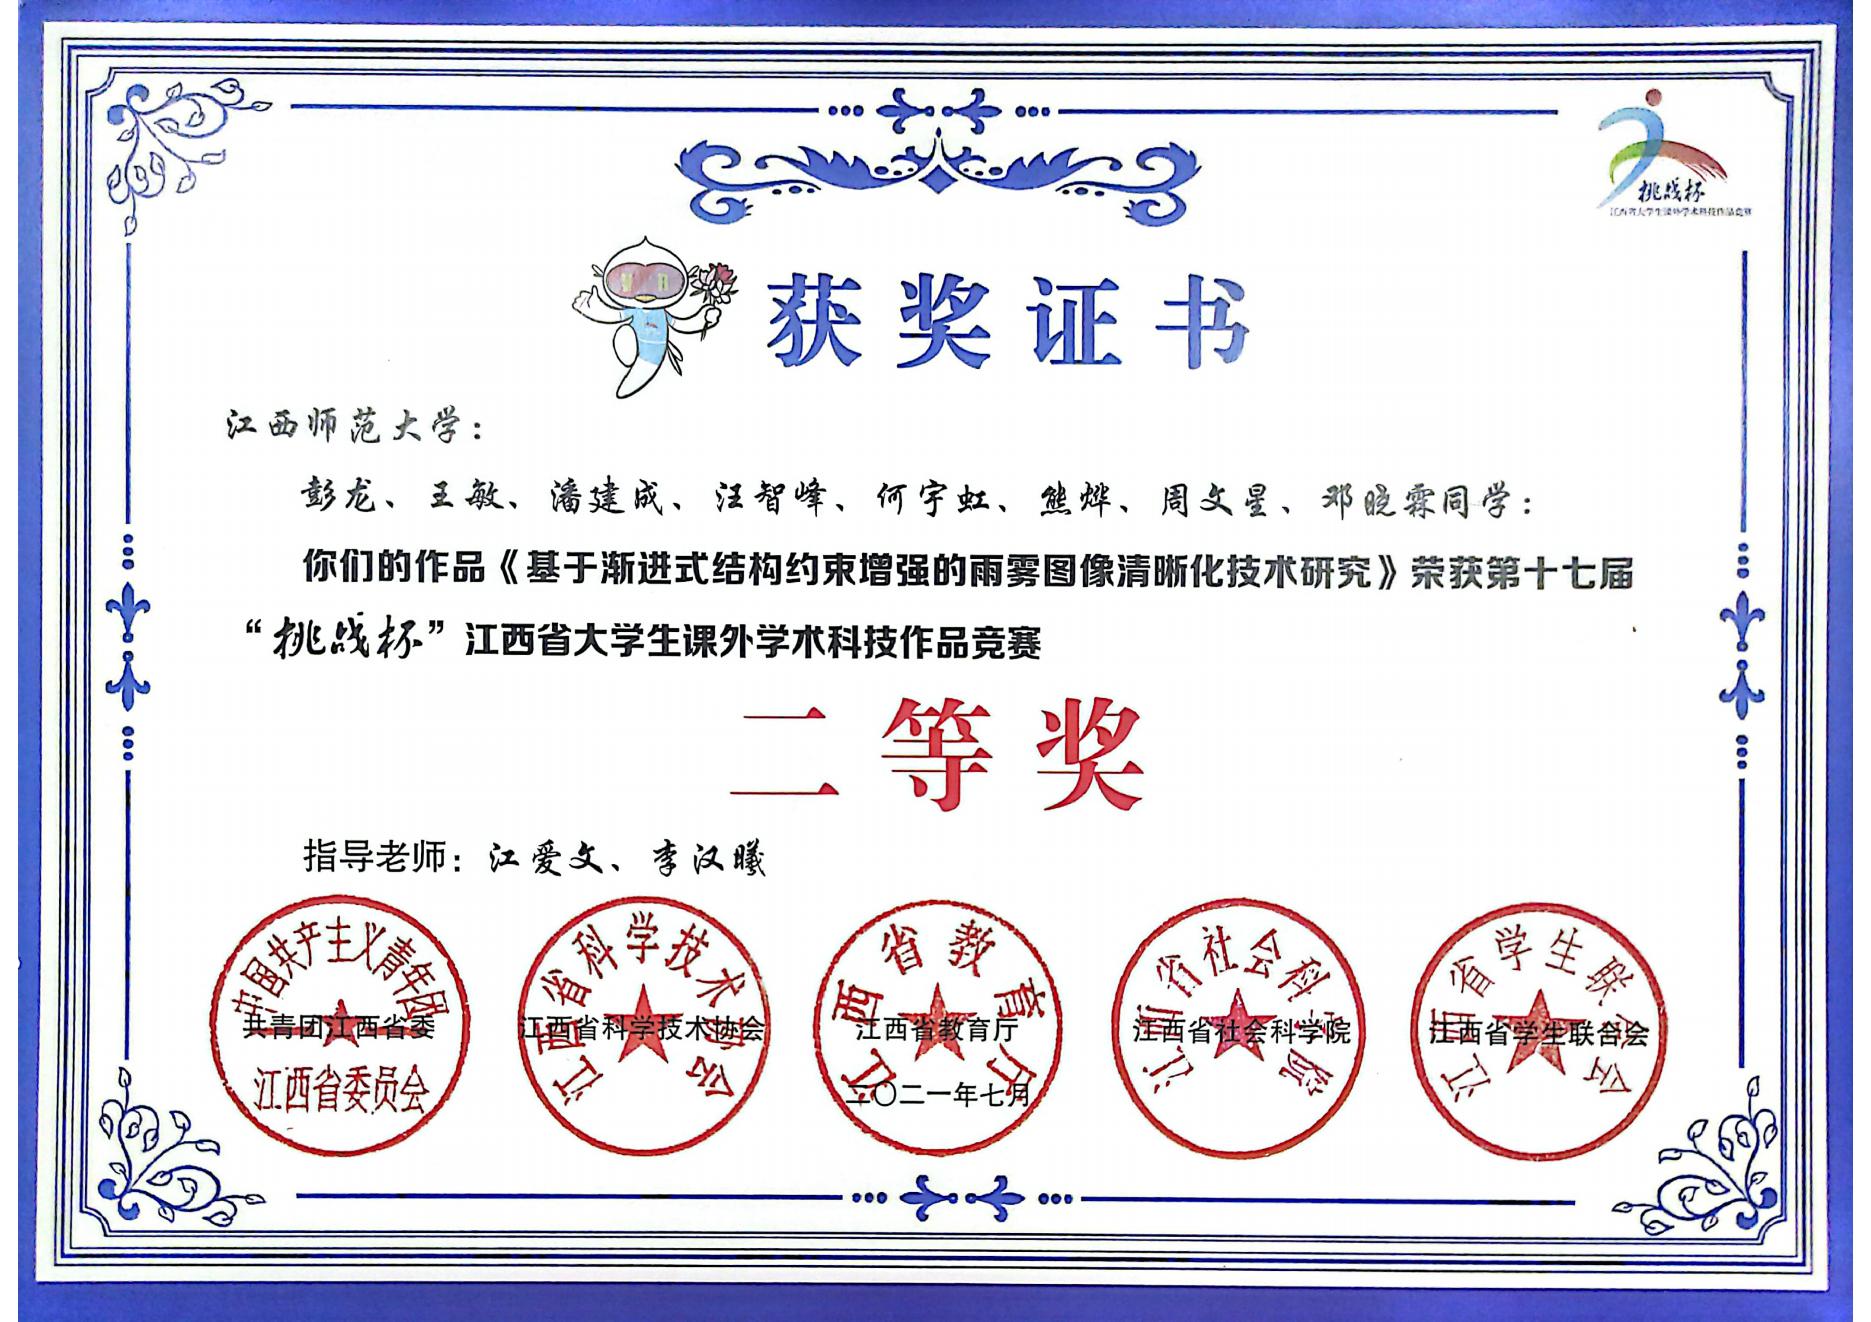 挑战杯
江西省大学生课外学术科技作品竞赛
获奖证书
江西师范大学：
彭龙、王敏、潘建成、汪智峰、何宇虹、熊烨、周文星、邓晓霖同学：
你们的作品《基于渐进式结构约束增强的雨雾图像清晰化技术研究》荣获第十七届
“挑战杯”江西省大学生课外学术科技作品竞赛
二等奖
指导老师：江爱文、李汉曦
中国共产主义青年团
江西省委员会
共青团江西省委
江西省科学技术协会
江西省科学技术协会
江西省教育厅
江西省教育厅
二〇二一年七月
江西省社会科学院
江西省社会科学院
江西省学生联合会
江西省学生联合会